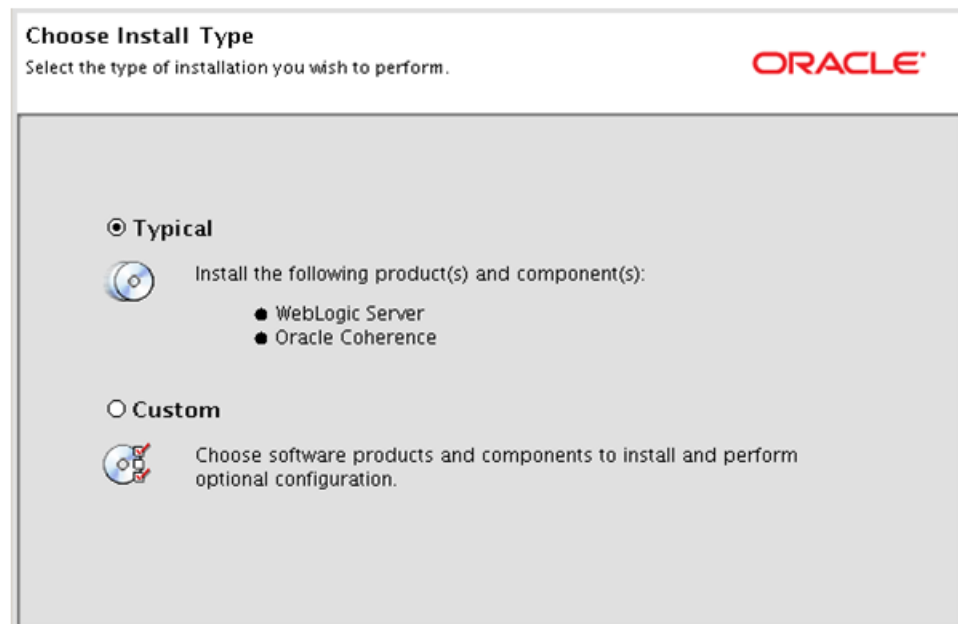 Choose Install Type
Select the type of installation you wish to perform.
ORACLE
Typical
Install the following product(s) and component(s):
WebLogic Server
Oracle Coherence
Custom
Choose software products and components to install and perform
optional configuration.